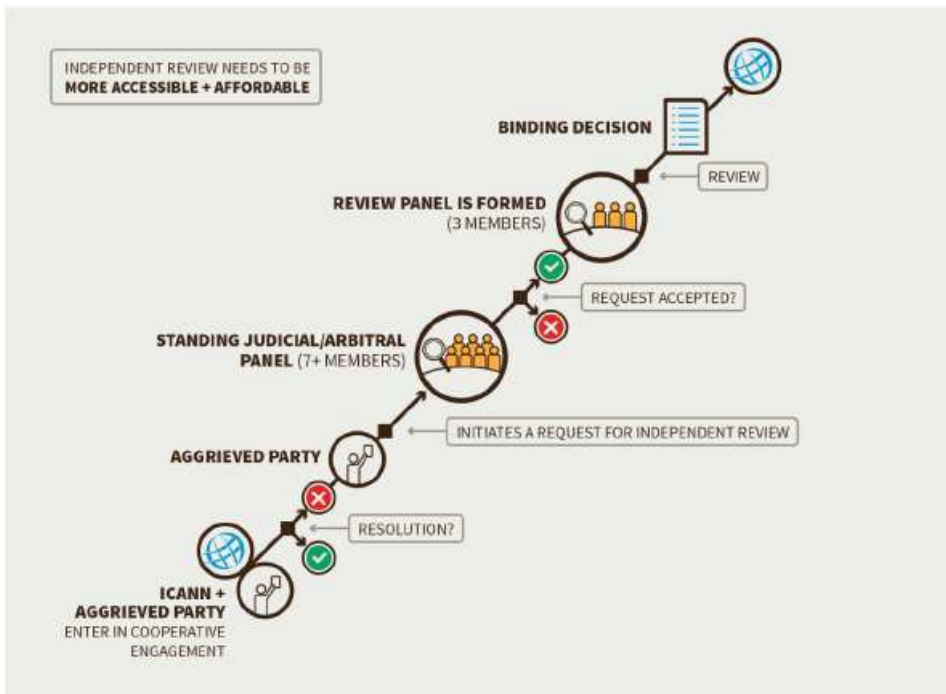 INDEPENDENT REVIEW NEEDS TO BE
MORE ACCESSIBLE + AFFORDABLE
BINDING DECISION
REVIEW
REVIEW PANEL IS FORMED
(3 MEMBERS)
REQUEST ACCEPTED?
STANDING JUDICIAL/ARBITRAL
PANEL (7+ MEMBERS)
INITIATES A REQUEST FOR INDEPENDENT REVIEW
AGGRIEVED PARTY
RESOLUTION?
ICANN +
AGGRIEVED PARTY
ENTER IN COOPERATIVE
ENGAGEMENT